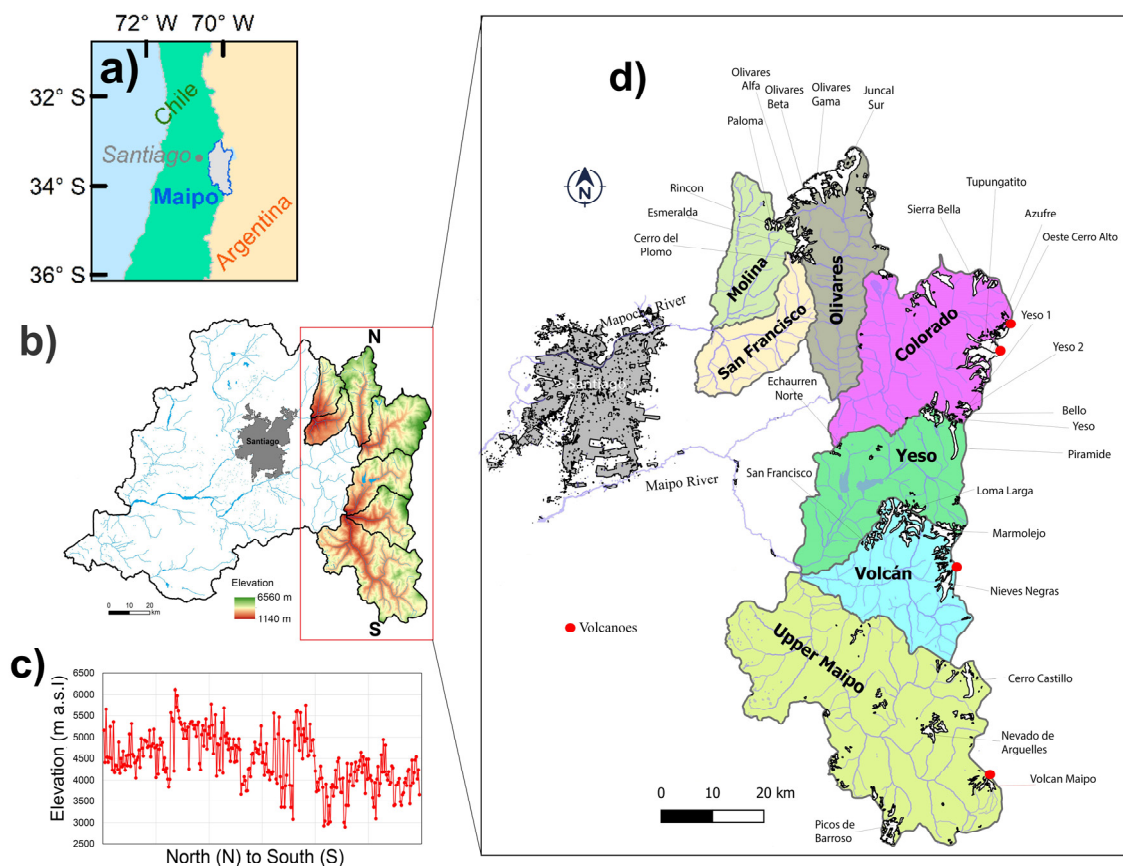 72° W 70° W
a)
32° S
34° S
36° S
Chile
Santiago
Maipo
Argentina
b)
N
Santiago
Elevation
6560 m
1140 m
0 10 20
km
S
c)
Elevation (m a.s.l)
6500
6000
5500
5000
4500
4000
3500
3000
2500
North (N) to South (S)
d)
N
Olivares
Alfa
Olivares
Beta
Olivares
Gama
Juncal
Sur
Paloma
Rincon
Esmeralda
Cerro del
Plomo
Tupungatito
Sierra Bella
Azufre
Oeste Cerro Alto
Molina
Olivares
San Francisco
Colorado
Mapocho River
Santiago
Yeso 1
Yeso 2
Echaurren
Norte
Bello
Yeso
Piramide
Yeso
Maipo River
San Francisco
Loma Larga
Marmolejo
Volcán
Nieves Negras
Volcanoes
Upper Maipo
Cerro Castillo
Nevado de
Arguelles
Volcan Maipo
Picos de
Barroso
0 10 20 km